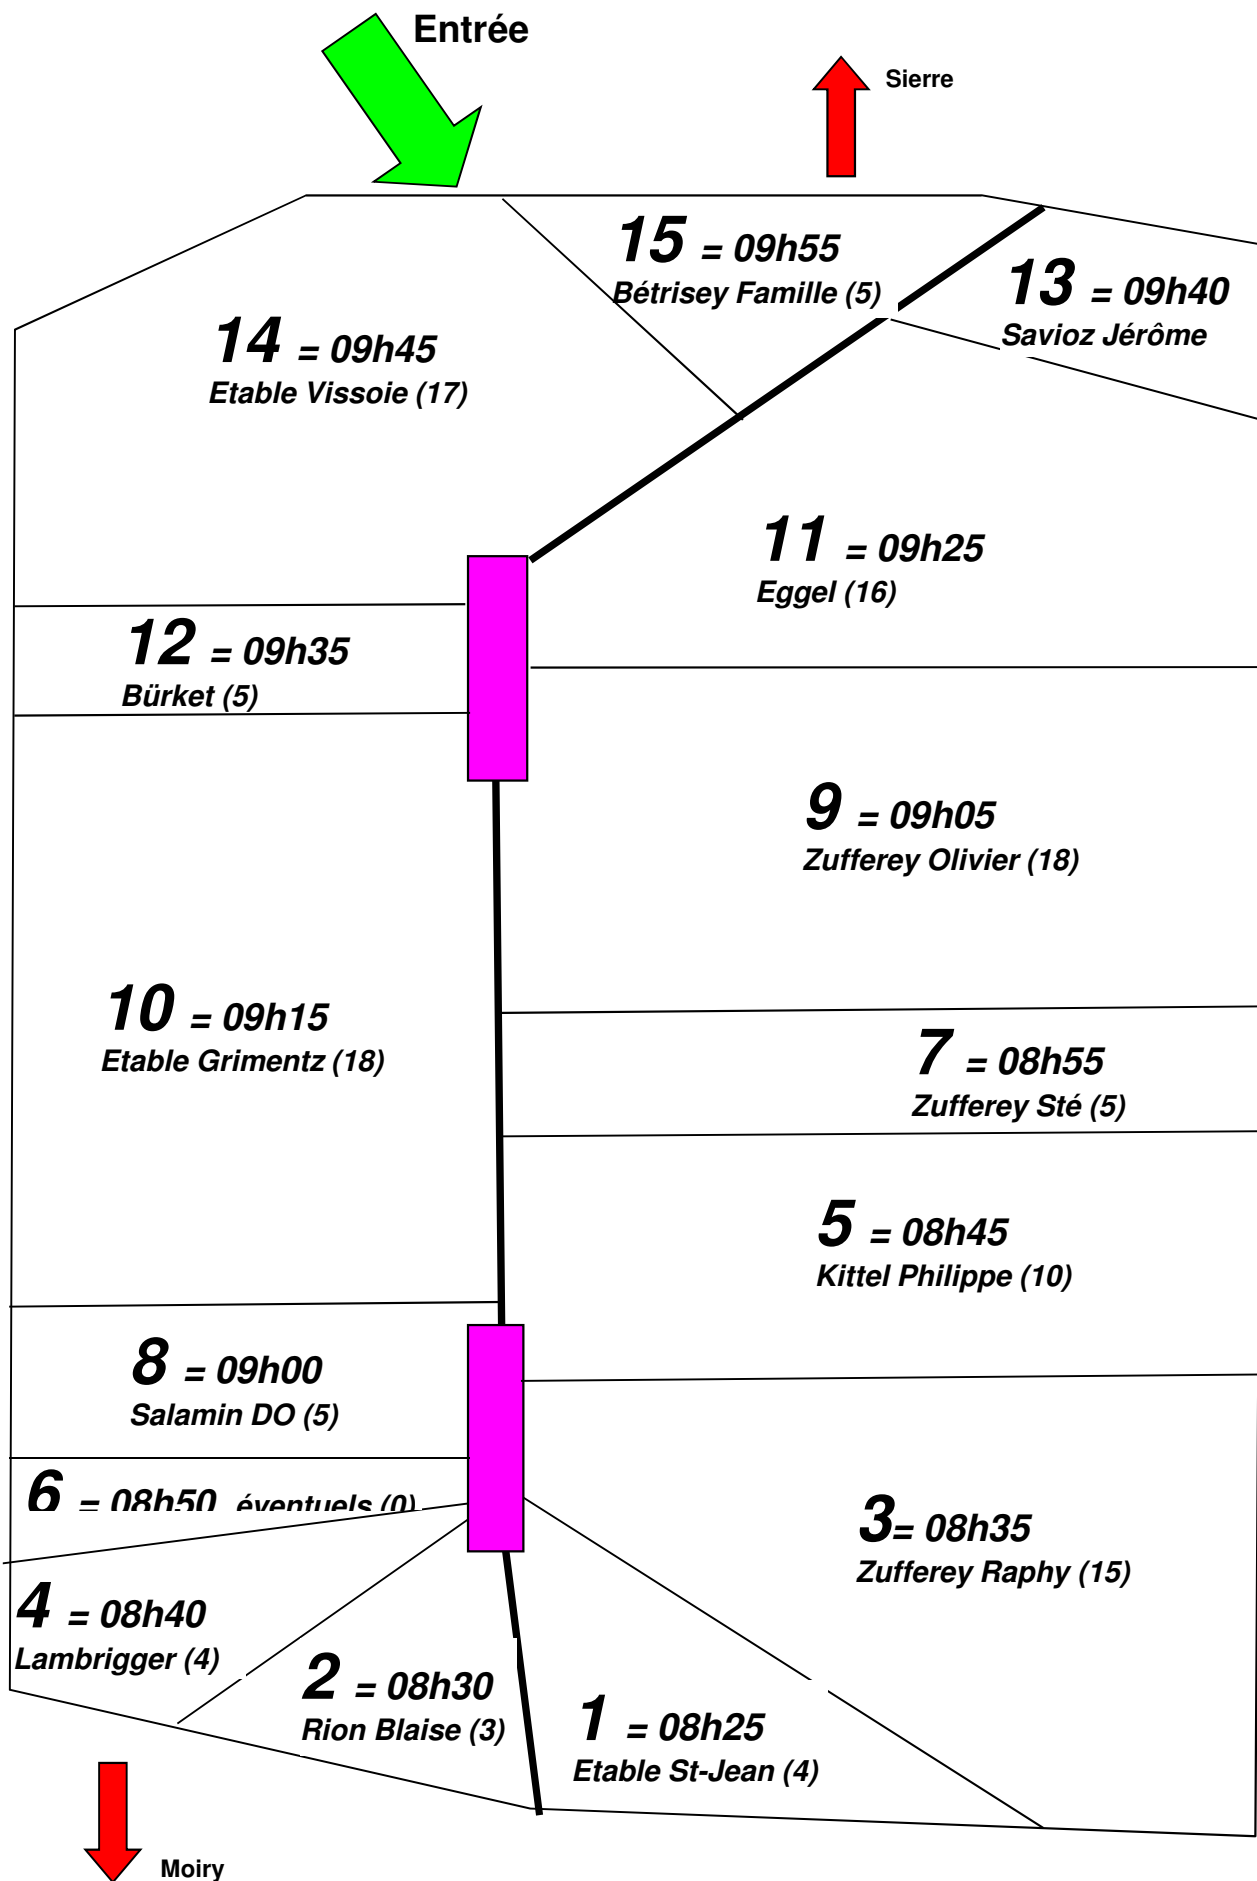 Entrée
Sierre
15 = 09h55
Bétrisey Famille (5)
13 = 09h40
Savioz Jérôme
14 = 09h45
Etable Vissoie (17)
11 = 09h25
Eggel (16)
12 = 09h35
Bürket (5)
9 = 09h05
Zufferey Olivier (18)
10 = 09h15
Etable Grimentz (18)
7 = 08h55
Zufferey Sté (5)
5 = 08h45
Kittel Philippe (10)
8 = 09h00
Salamin DO (5)
6 = 08h50 éventuels (0)
3= 08h35
Zufferey Raphy (15)
4 = 08h40
Lambrigger (4)
2 = 08h30
Rion Blaise (3)
1 = 08h25
Etable St-Jean (4)
Moiry